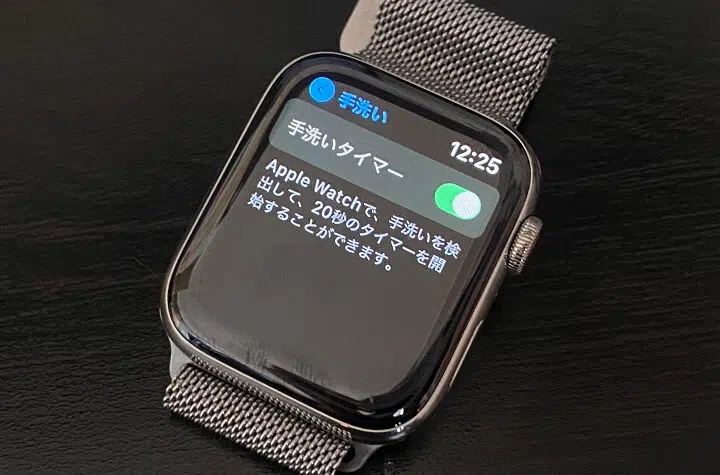 手洗い
12:25
手洗いタイマー
Apple Watchで、手洗いを検
出して、20秒のタイマーを開
始することができます。